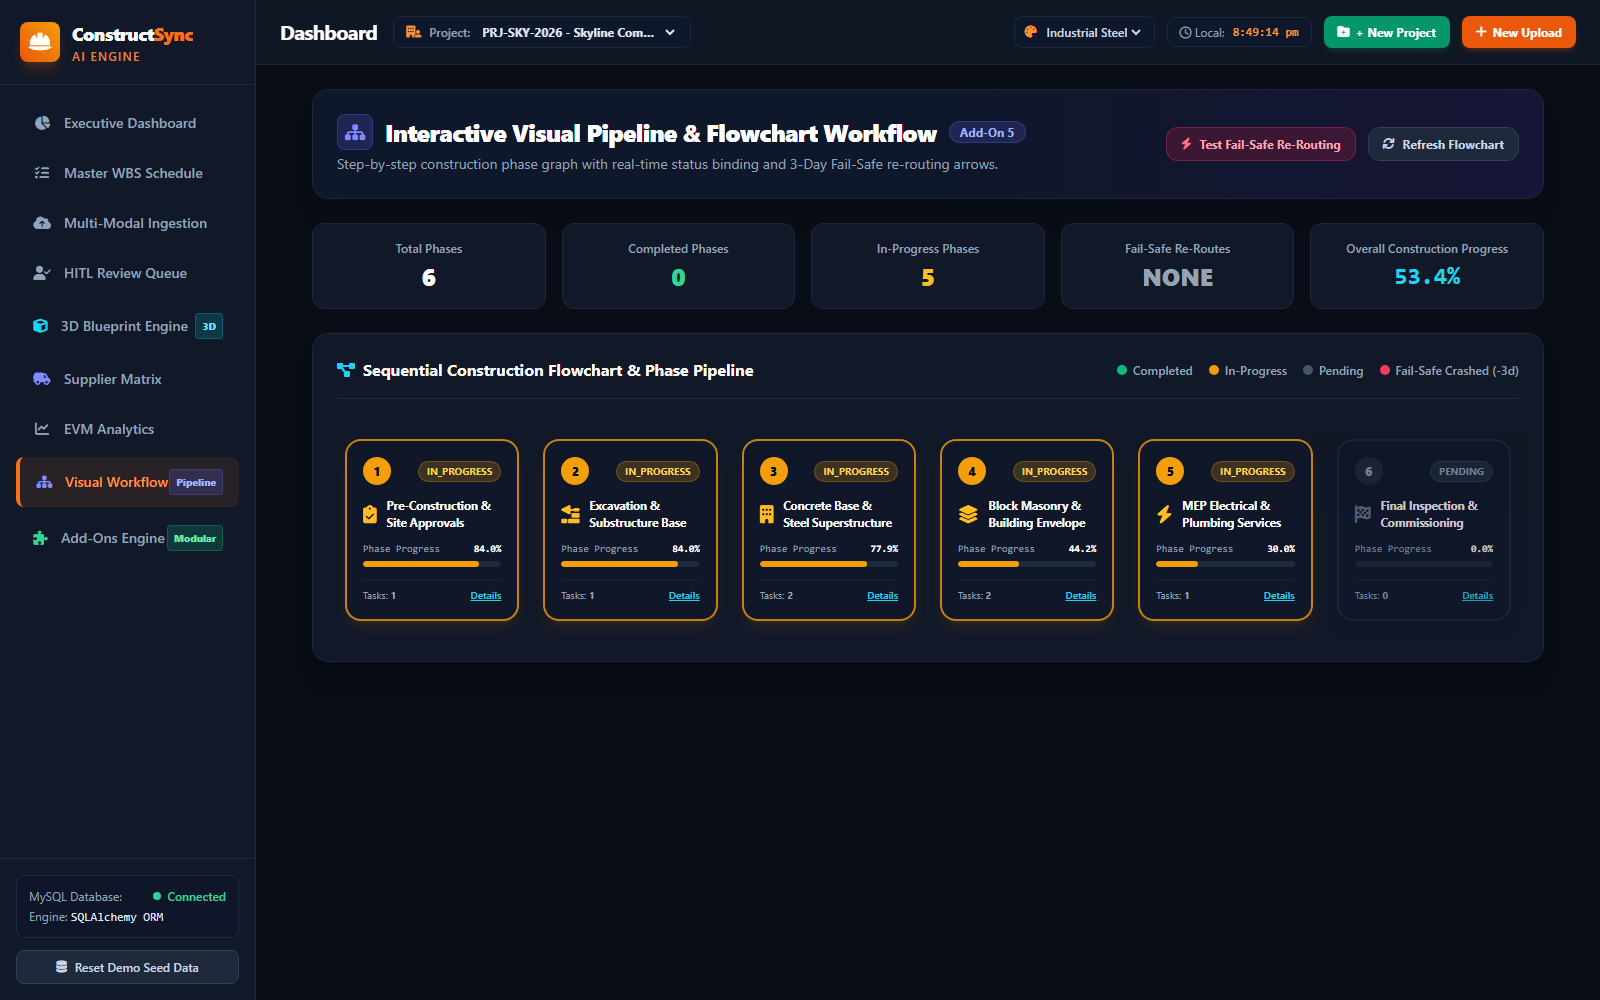 ConstructSync
AI ENGINE
Executive Dashboard
Master WBS Schedule
Multi-Modal Ingestion
HITL Review Queue
3D Blueprint Engine 3D
Supplier Matrix
EVM Analytics
Visual Workflow Pipeline
Add-Ons Engine Modular
MySQL Database: Connected
Engine: SQLAlchemy ORM
Reset Demo Seed Data
Dashboard
Project: PRJ-SKY-2026 - Skyline Com...
Industrial Steel
Local: 8:49:14 pm
+ New Project
+ New Upload
Interactive Visual Pipeline & Flowchart Workflow Add-On 5
Step-by-step construction phase graph with real-time status binding and 3-Day Fail-Safe re-routing arrows.
Test Fail-Safe Re-Routing
Refresh Flowchart
Total Phases
6
Completed Phases
0
In-Progress Phases
5
Fail-Safe Re-Routes
NONE
Overall Construction Progress
53.4%
Sequential Construction Flowchart & Phase Pipeline
Completed In-Progress Pending Fail-Safe Crashed (-3d)
1 IN_PROGRESS
Pre-Construction &
Site Approvals
Phase Progress 84.0%
Tasks: 1 Details
2 IN_PROGRESS
Excavation &
Substructure Base
Phase Progress 84.0%
Tasks: 1 Details
3 IN_PROGRESS
Concrete Base &
Steel Superstructure
Phase Progress 77.9%
Tasks: 2 Details
4 IN_PROGRESS
Block Masonry &
Building Envelope
Phase Progress 44.2%
Tasks: 2 Details
5 IN_PROGRESS
MEP Electrical &
Plumbing Services
Phase Progress 30.0%
Tasks: 1 Details
6 PENDING
Final Inspection &
Commissioning
Phase Progress 0.0%
Tasks: 0 Details